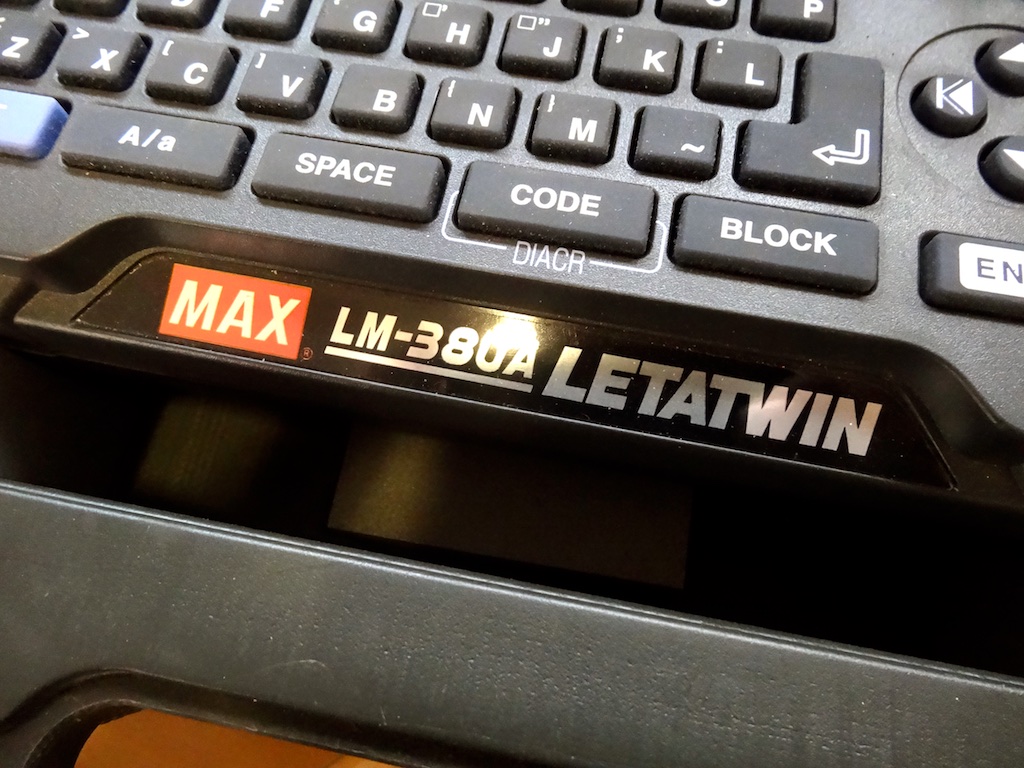 F G H J K L P
Z > X [ C ] V B { N } M ; : ~
A/a SPACE CODE BLOCK
DIACR
EN
MAX ® LM-380A LETATWIN